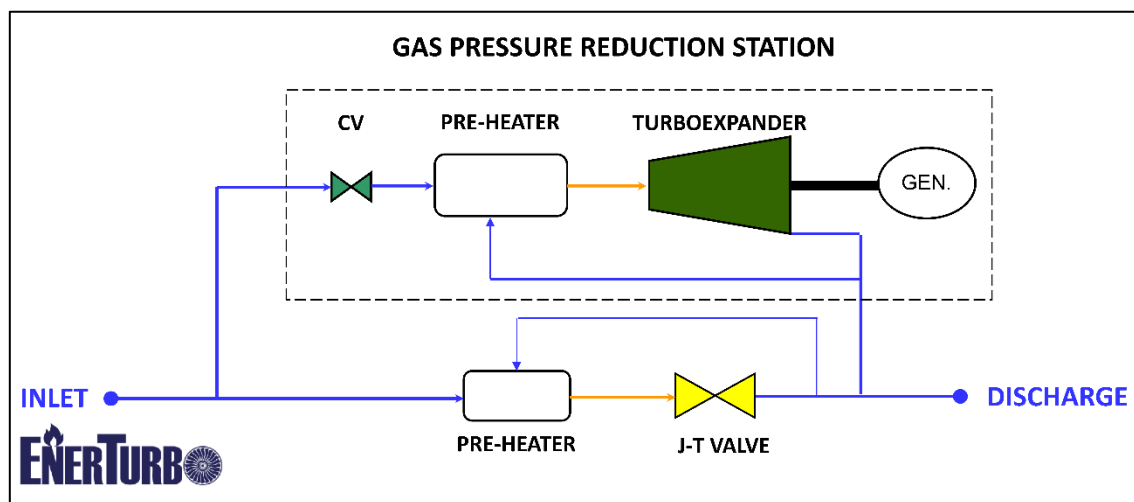 GAS PRESSURE REDUCTION STATION
CV
PRE-HEATER
TURBOEXPANDER
GEN.
INLET
DISCHARGE
PRE-HEATER
J-T VALVE
ENERTURBO